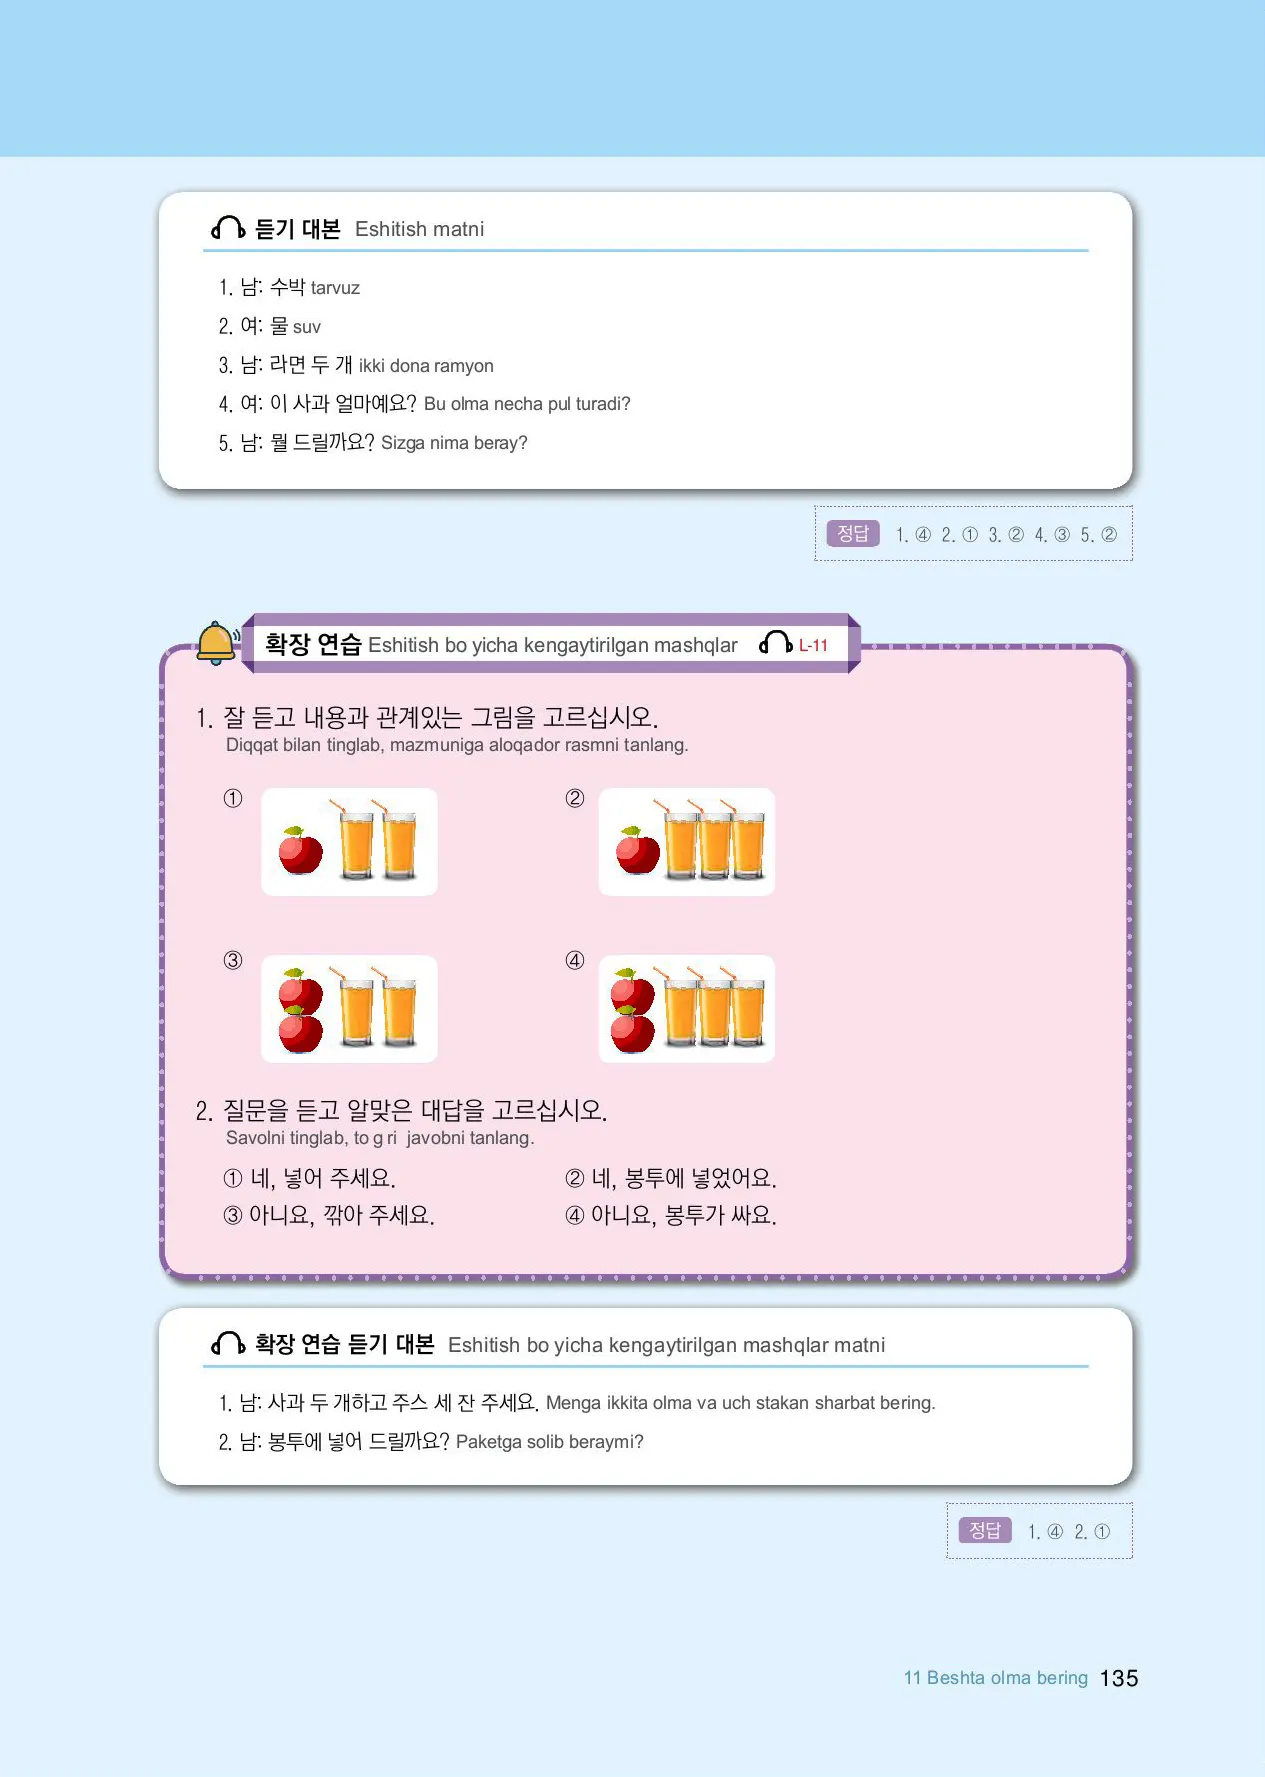 듣기 대본 Eshitish matni
1. 남: 수박 tarvuz
2. 여: 물 suv
3. 남: 라면 두 개 ikki dona ramyon
4. 여: 이 사과 얼마예요? Bu olma necha pul turadi?
5. 남: 뭘 드릴까요? Sizga nima beray?
정답 1. ④ 2. ① 3. ② 4. ③ 5. ②
확장 연습 Eshitish bo yicha kengaytirilgan mashqlar L-11
1. 잘 듣고 내용과 관계있는 그림을 고르십시오.
Diqqat bilan tinglab, mazmuniga aloqador rasmni tanlang.
① ②
③ ④
2. 질문을 듣고 알맞은 대답을 고르십시오.
Savolni tinglab, to g ri javobni tanlang.
① 네, 넣어 주세요. ② 네, 봉투에 넣었어요.
③ 아니요, 깎아 주세요. ④ 아니요, 봉투가 싸요.
확장 연습 듣기 대본 Eshitish bo yicha kengaytirilgan mashqlar matni
1. 남: 사과 두 개하고 주스 세 잔 주세요. Menga ikkita olma va uch stakan sharbat bering.
2. 남: 봉투에 넣어 드릴까요? Paketga solib beraymi?
정답 1. ④ 2. ①
11 Beshta olma bering 135